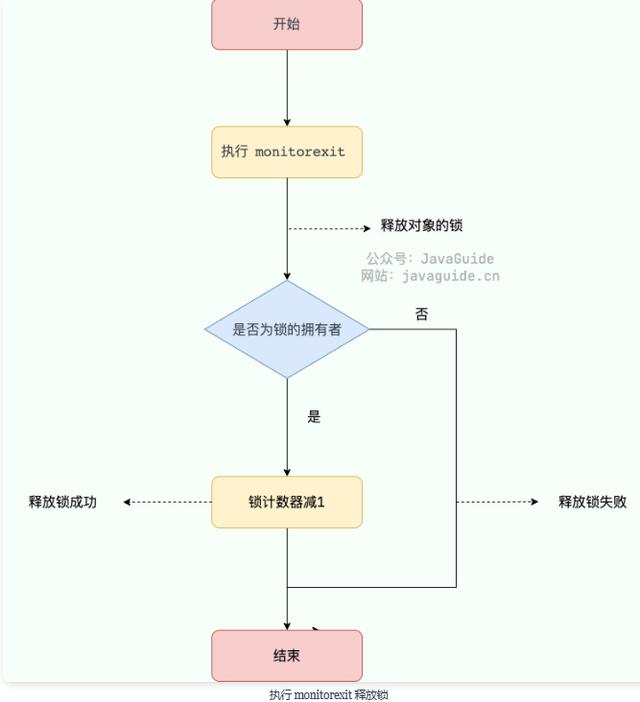 开始
执行 monitorexit
释放对象的锁
公众号：JavaGuide
网站：javaguide.cn
是否为锁的拥有者
否
是
释放锁成功
锁计数器减1
释放锁失败
结束
执行 monitorexit 释放锁